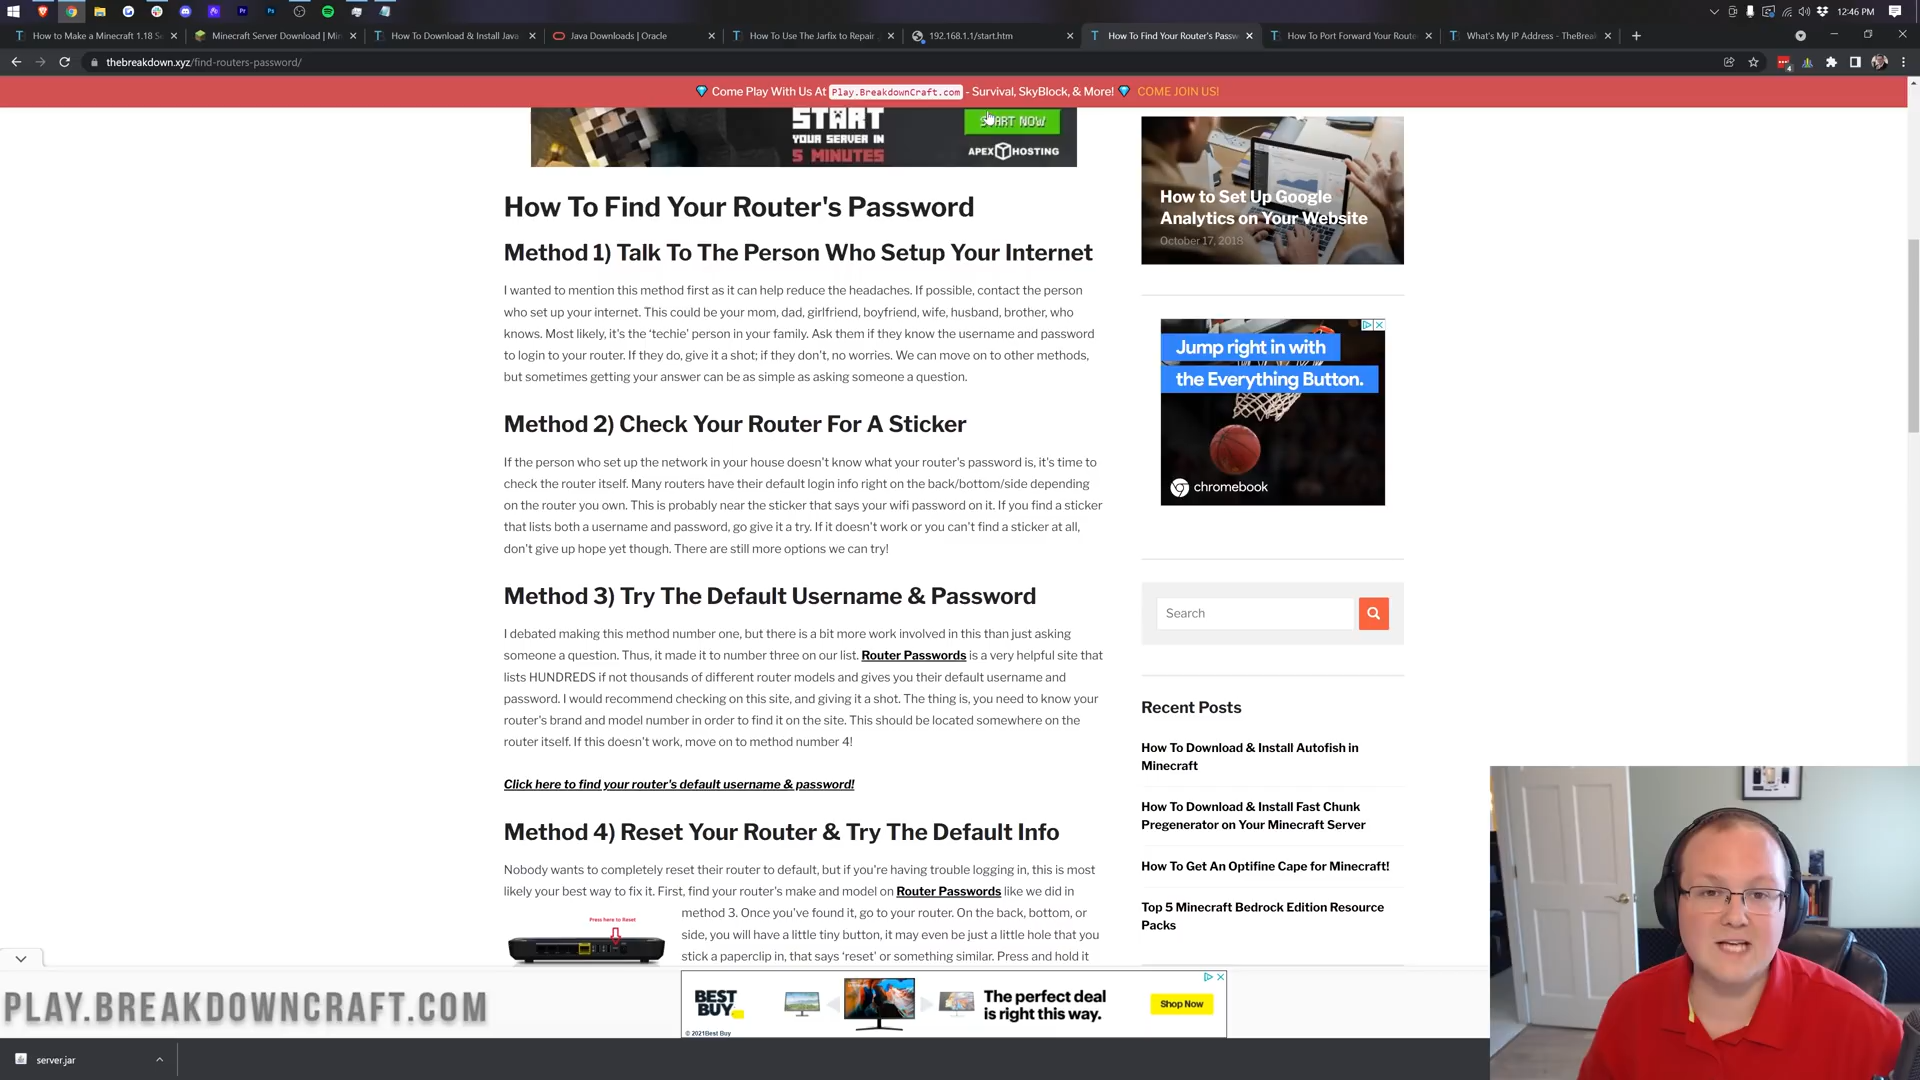 How to Make a Minecraft 1.18 Se
Minecraft Server Download | Min
How To Download & Install Java
Java Downloads | Oracle
How To Use The Jarfix to Repair
192.168.1.1/start.htm
How To Find Your Router's Passw
How To Port Forward Your Route
What's My IP Address - TheBreak
12:46 PM
thebreakdown.xyz/find-routers-password/
Come Play With Us At Play.BreakdownCraft.com - Survival, SkyBlock, & More! COME JOIN US!
START
YOUR SERVER IN
5 MINUTES
START NOW
APEX HOSTING
How To Find Your Router's Password
Method 1) Talk To The Person Who Setup Your Internet
I wanted to mention this method first as it can help reduce the headaches. If possible, contact the person
who set up your internet. This could be your mom, dad, girlfriend, boyfriend, wife, husband, brother, who
knows. Most likely, it's the ‘techie’ person in your family. Ask them if they know the username and password
to login to your router. If they do, give it a shot; if they don't, no worries. We can move on to other methods,
but sometimes getting your answer can be as simple as asking someone a question.
Method 2) Check Your Router For A Sticker
If the person who set up the network in your house doesn't know what your router's password is, it's time to
check the router itself. Many routers have their default login info right on the back/bottom/side depending
on the router you own. This is probably near the sticker that says your wifi password on it. If you find a sticker
that lists both a username and password, go give it a try. If it doesn't work or you can't find a sticker at all,
don't give up hope yet though. There are still more options we can try!
Method 3) Try The Default Username & Password
I debated making this method number one, but there is a bit more work involved in this than just asking
someone a question. Thus, it made it to number three on our list. Router Passwords is a very helpful site that
lists HUNDREDS if not thousands of different router models and gives you their default username and
password. I would recommend checking on this site, and giving it a shot. The thing is, you need to know your
router's brand and model number in order to find it on the site. This should be located somewhere on the
router itself. If this doesn't work, move on to method number 4!
Click here to find your router's default username & password!
Method 4) Reset Your Router & Try The Default Info
Nobody wants to completely reset their router to default, but if you're having trouble logging in, this is most
likely your best way to fix it. First, find your router's make and model on Router Passwords like we did in
method 3. Once you've found it, go to your router. On the back, bottom, or
side, you will have a little tiny button, it may even be just a little hole that you
stick a paperclip in, that says ‘reset’ or something similar. Press and hold it
Press here to Reset
How to Set Up Google
Analytics on Your Website
October 17, 2018
Jump right in with
the Everything Button.
chromebook
Search
Recent Posts
How To Download & Install Autofish in
Minecraft
How To Download & Install Fast Chunk
Pregenerator on Your Minecraft Server
How To Get An Optifine Cape for Minecraft!
Top 5 Minecraft Bedrock Edition Resource
Packs
PLAY.BREAKDOWNCRAFT.COM
BEST
BUY
© 2021 Best Buy
The perfect deal
is right this way.
Shop Now
server.jar